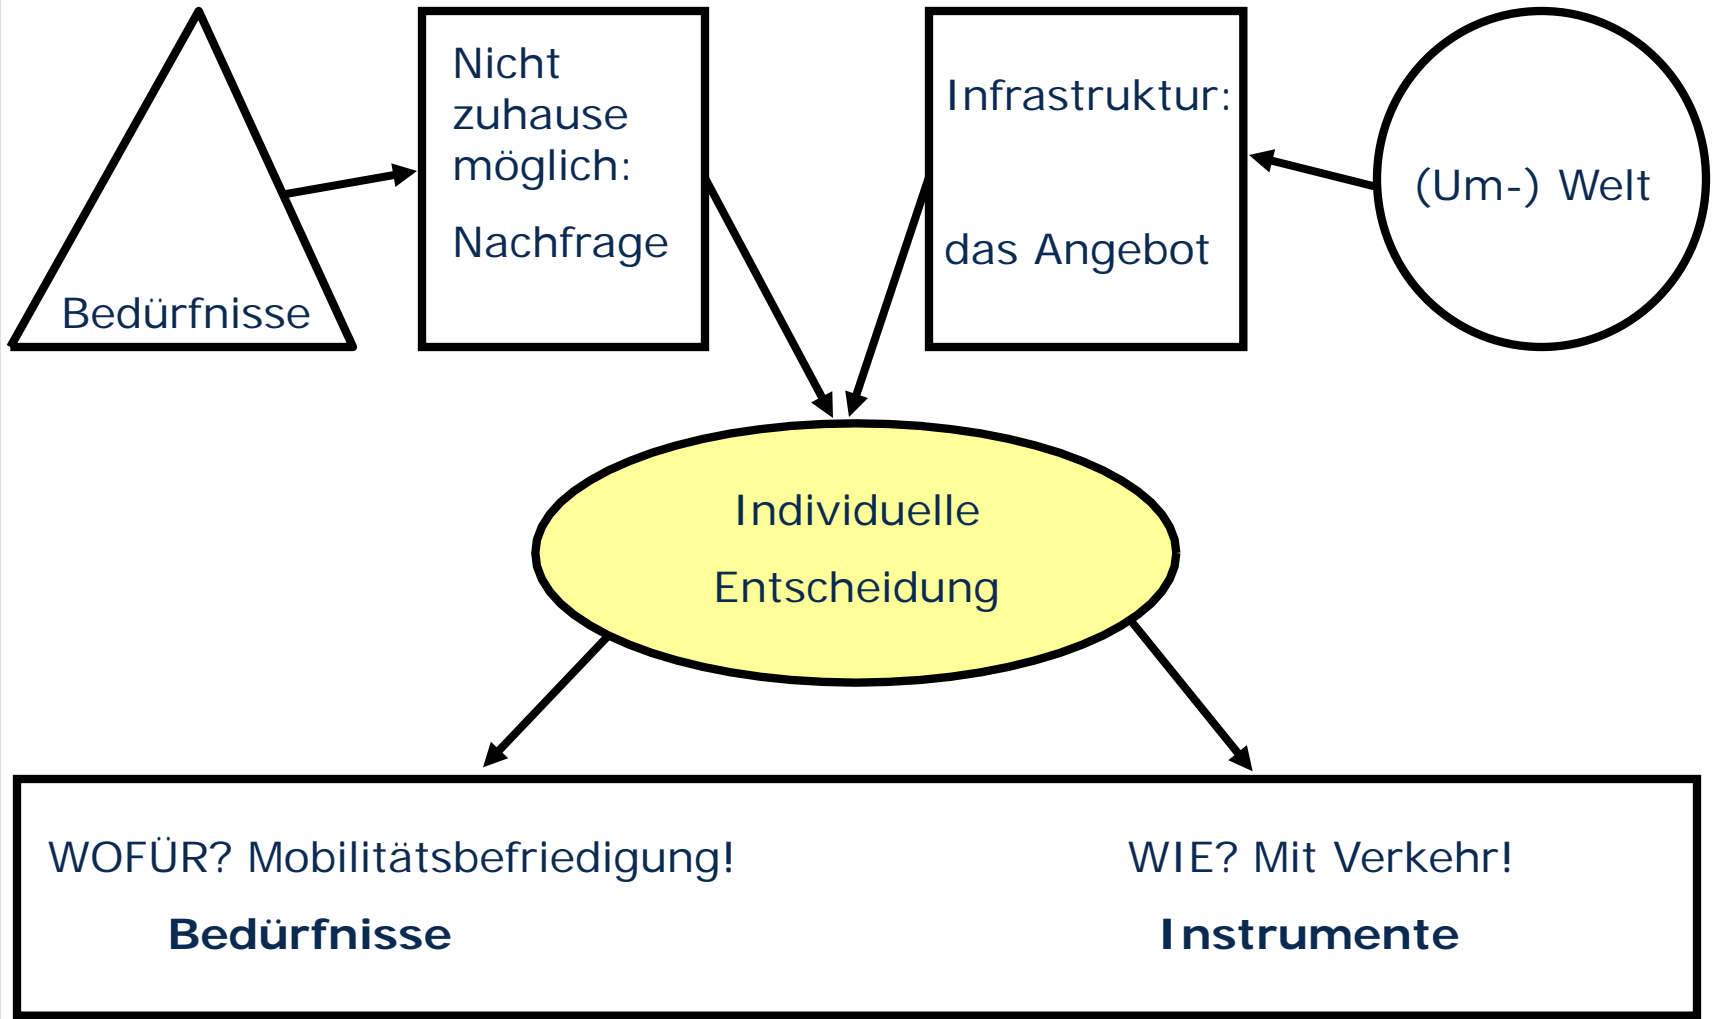 Bedürfnisse
Nicht
zuhause
möglich:
Nachfrage
Infrastruktur:
das Angebot
(Um-) Welt
Individuelle
Entscheidung
WOFÜR? Mobilitätsbefriedigung!
Bedürfnisse
WIE? Mit Verkehr!
Instrumente